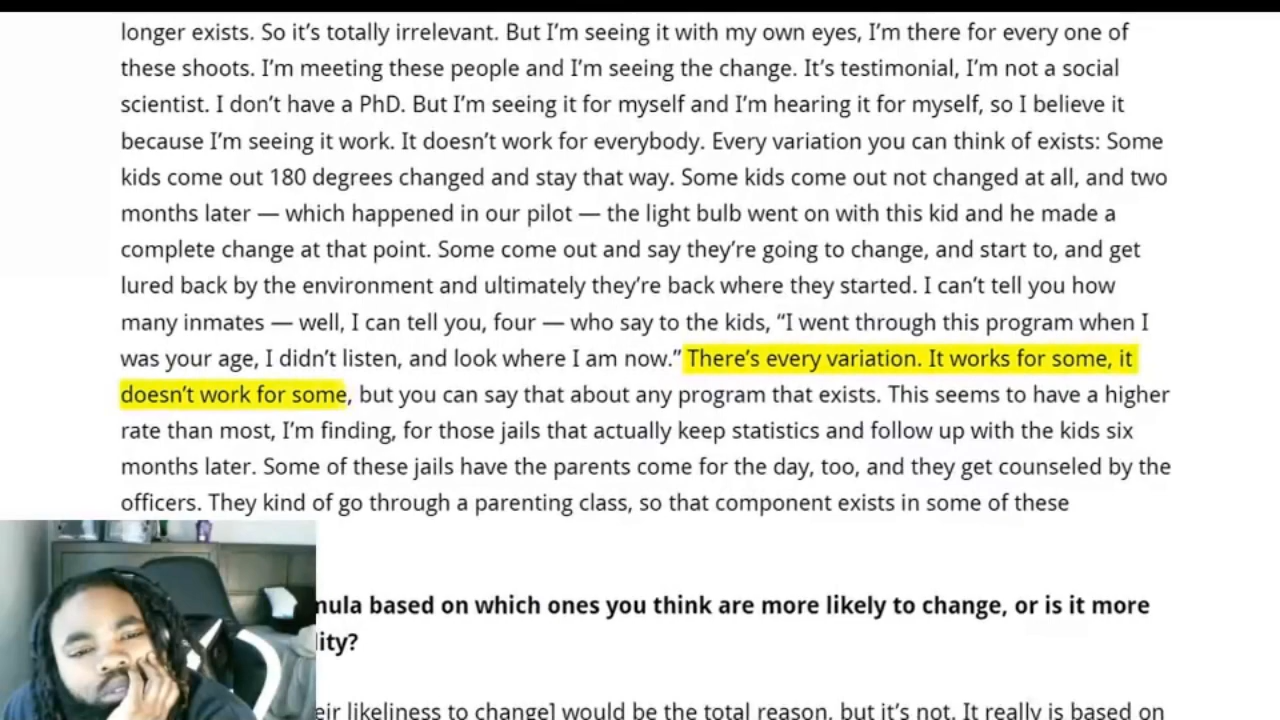 longer exists. So it’s totally irrelevant. But I’m seeing it with my own eyes, I’m there for every one of
these shoots. I’m meeting these people and I’m seeing the change. It’s testimonial, I’m not a social
scientist. I don’t have a PhD. But I’m seeing it for myself and I’m hearing it for myself, so I believe it
because I’m seeing it work. It doesn’t work for everybody. Every variation you can think of exists: Some
kids come out 180 degrees changed and stay that way. Some kids come out not changed at all, and two
months later — which happened in our pilot — the light bulb went on with this kid and he made a
complete change at that point. Some come out and say they’re going to change, and start to, and get
lured back by the environment and ultimately they’re back where they started. I can’t tell you how
many inmates — well, I can tell you, four — who say to the kids, “I went through this program when I
was your age, I didn’t listen, and look where I am now.” There’s every variation. It works for some, it
doesn’t work for some, but you can say that about any program that exists. This seems to have a higher
rate than most, I’m finding, for those jails that actually keep statistics and follow up with the kids six
months later. Some of these jails have the parents come for the day, too, and they get counseled by the
officers. They kind of go through a parenting class, so that component exists in some of these
based on which ones you think are more likely to change, or is it more
likeliness to change] would be the total reason, but it’s not. It really is based on